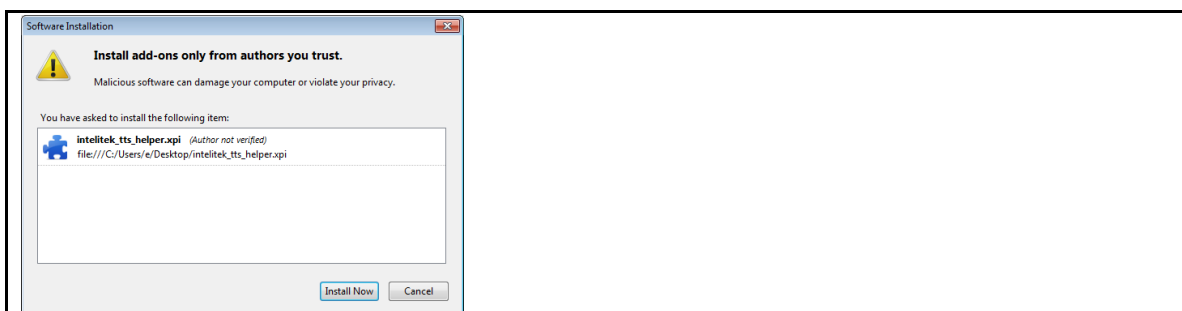 Software Installation
Install add-ons only from authors you trust.
Malicious software can damage your computer or violate your privacy.
You have asked to install the following item:
intelitek_tts_helper.xpi (Author not verified)
file:///C:/Users/e/Desktop/intelitek_tts_helper.xpi
Install Now Cancel